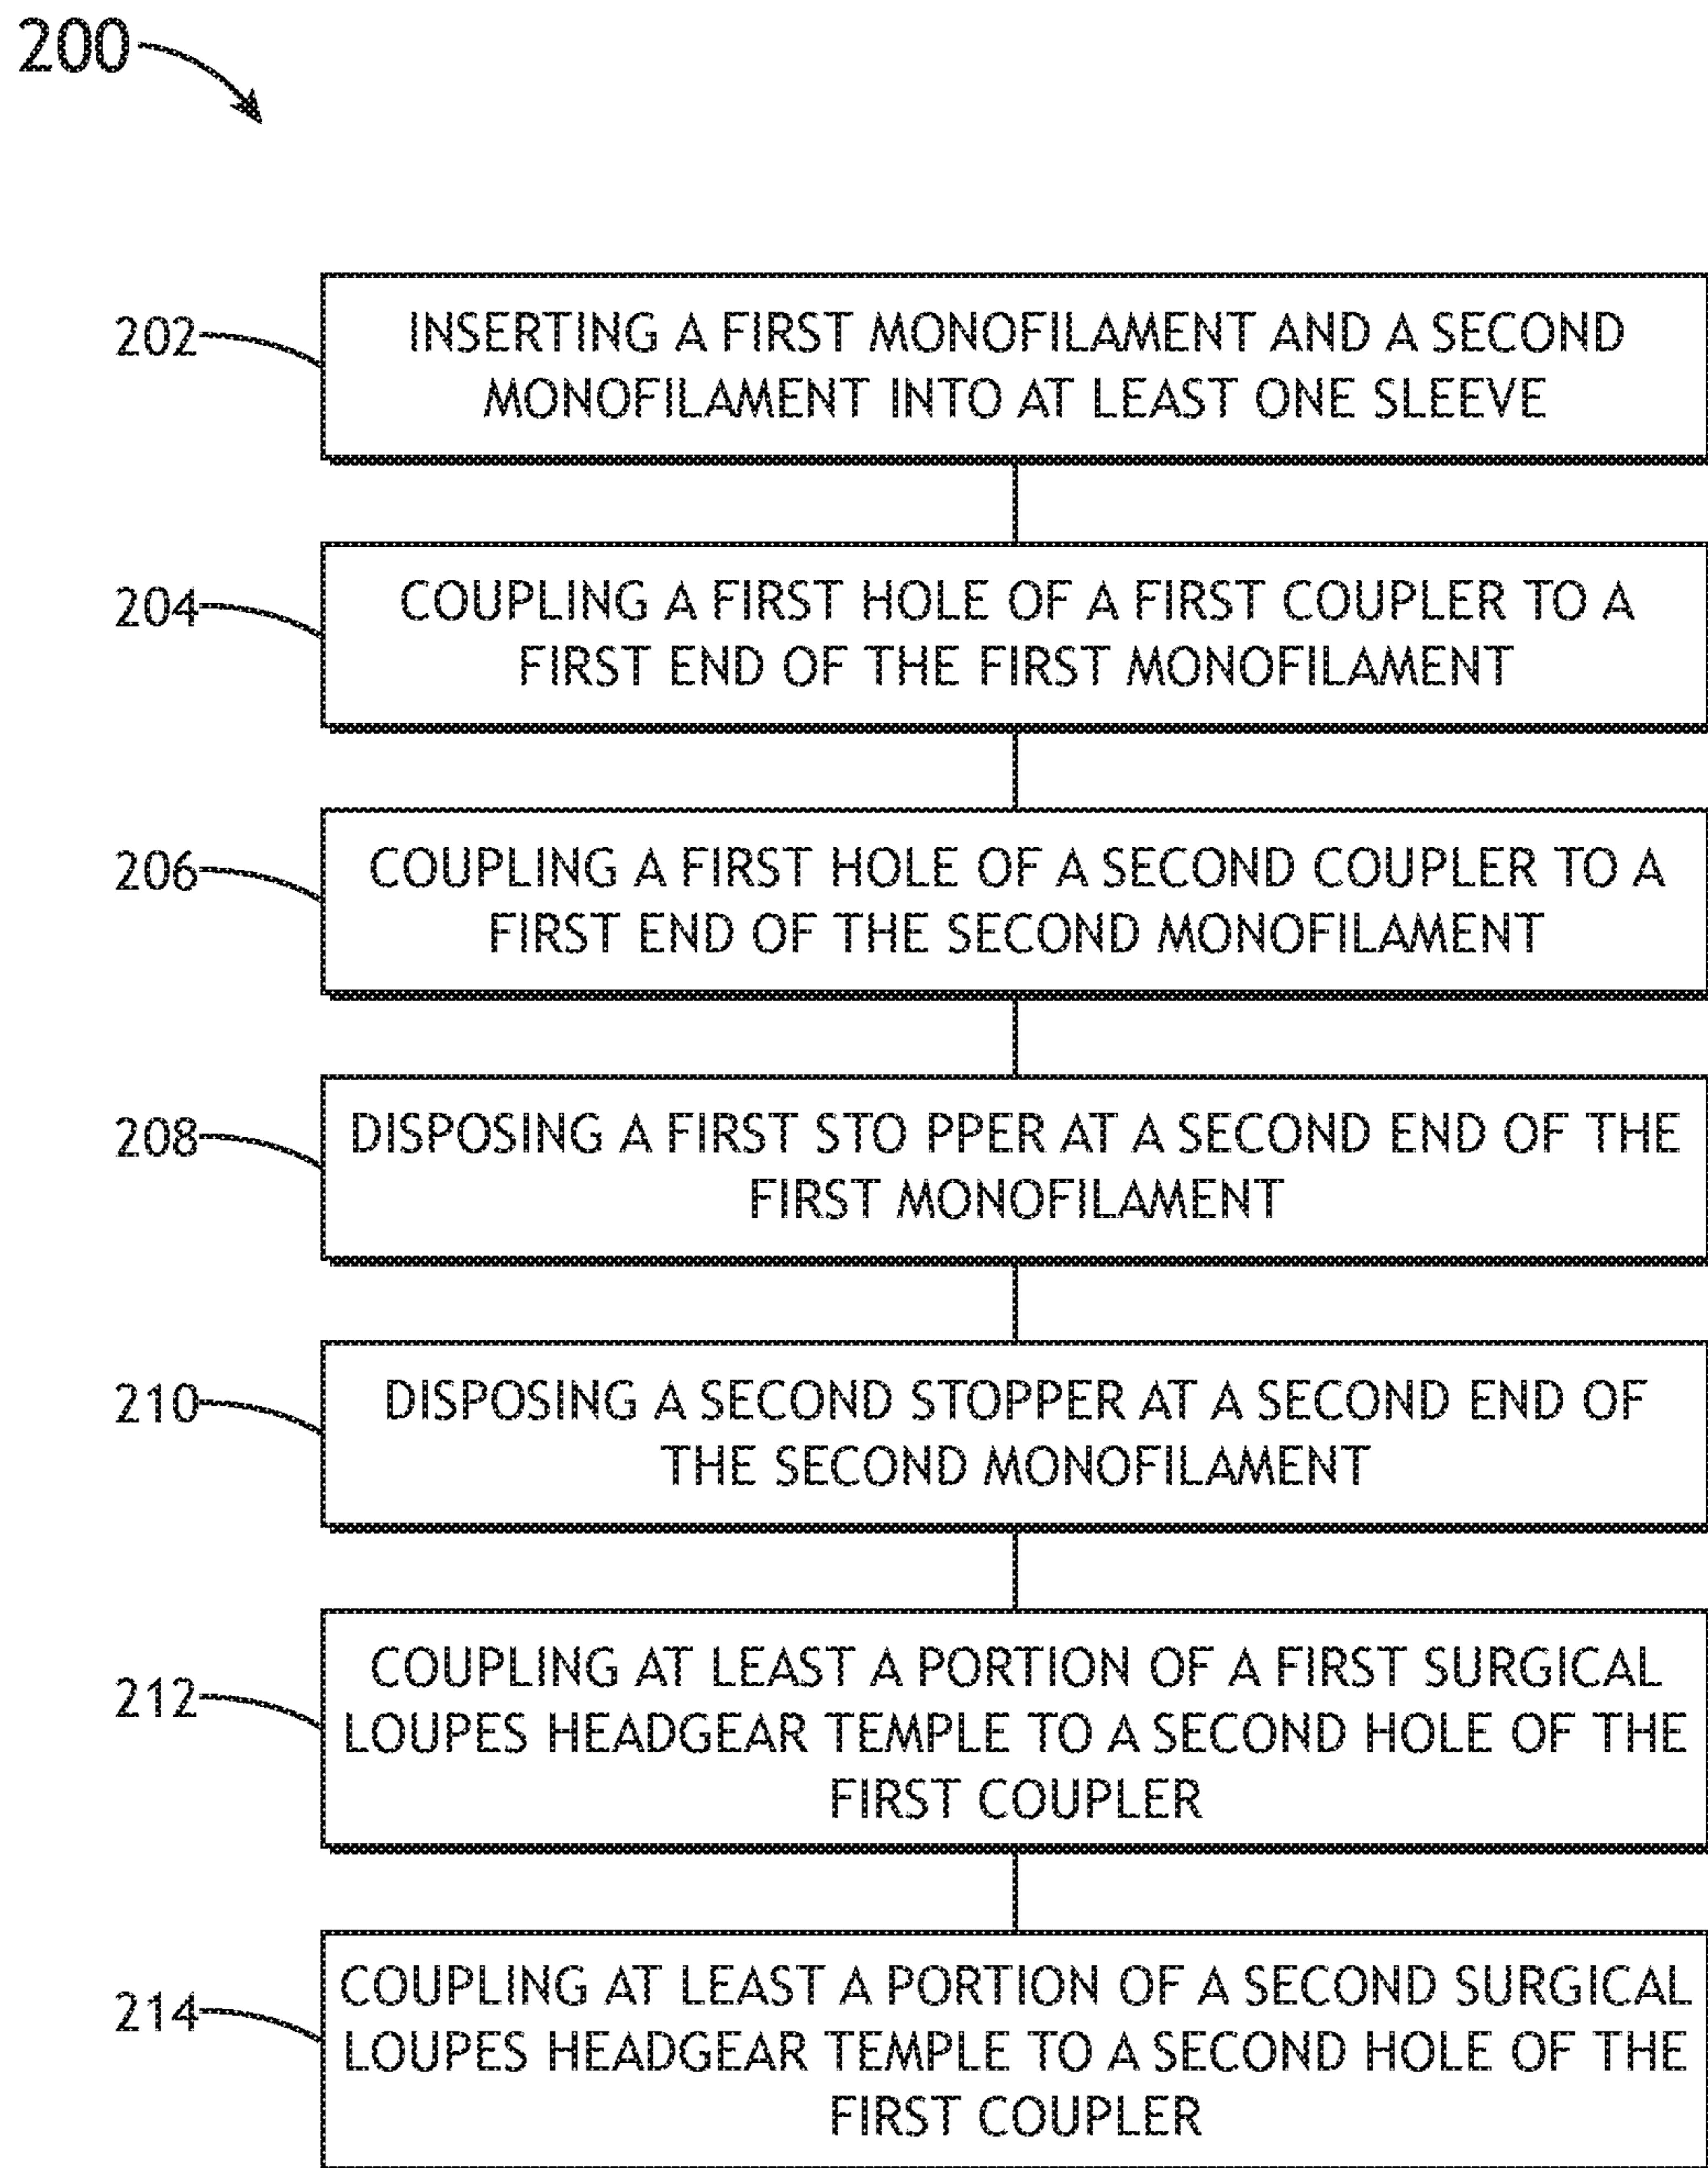 200
202
INSERTING A FIRST MONOFILAMENT AND A SECOND
MONOFILAMENT INTO AT LEAST ONE SLEEVE
204
COUPLING A FIRST HOLE OF A FIRST COUPLER TO A
FIRST END OF THE FIRST MONOFILAMENT
206
COUPLING A FIRST HOLE OF A SECOND COUPLER TO A
FIRST END OF THE SECOND MONOFILAMENT
208
DISPOSING A FIRST STO PPER AT A SECOND END OF THE
FIRST MONOFILAMENT
210
DISPOSING A SECOND STOPPER AT A SECOND END OF
THE SECOND MONOFILAMENT
212
COUPLING AT LEAST A PORTION OF A FIRST SURGICAL
LOUPES HEADGEAR TEMPLE TO A SECOND HOLE OF THE
FIRST COUPLER
214
COUPLING AT LEAST A PORTION OF A SECOND SURGICAL
LOUPES HEADGEAR TEMPLE TO A SECOND HOLE OF THE
FIRST COUPLER